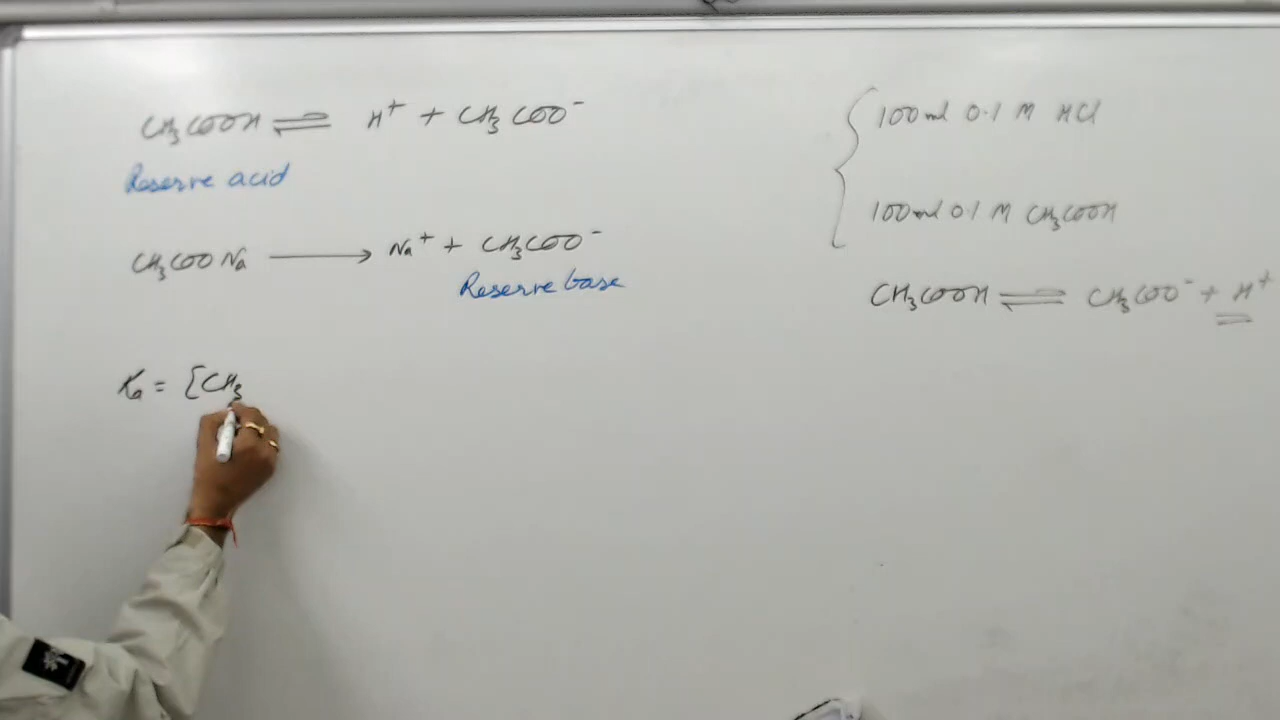 CH₃COOH ⇌ H⁺ + CH₃COO⁻
Reserve acid
CH₃COONa ⟶ Na⁺ + CH₃COO⁻
Reserve base
Ka = [CH₃
100ml 0.1 M HCl
100ml 0.1 M CH₃COOH
CH₃COOH ⇌ CH₃COO⁻ + H⁺